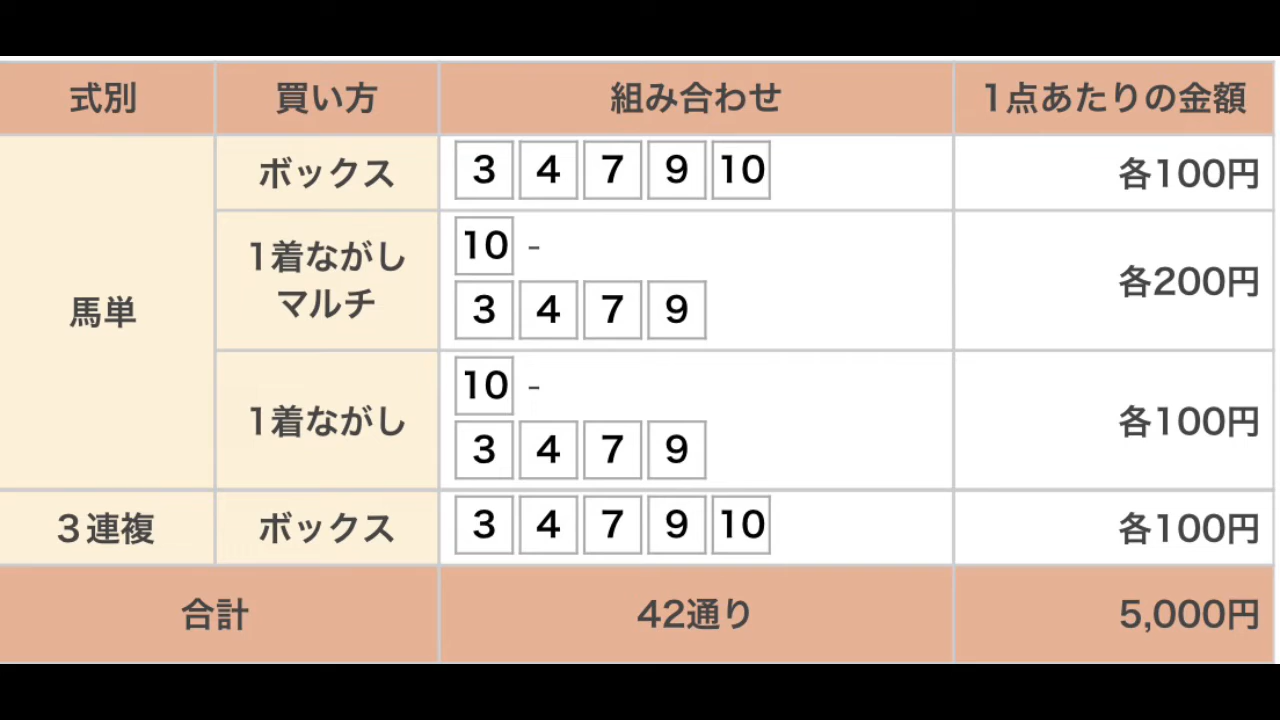 式別 買い方 組み合わせ 1点あたりの金額
馬単 ボックス 3 4 7 9 10 各100円
1着ながし
マルチ
10 -
3 4 7 9
各200円
1着ながし
10 -
3 4 7 9
各100円
３連複 ボックス 3 4 7 9 10 各100円
合計 42通り 5,000円